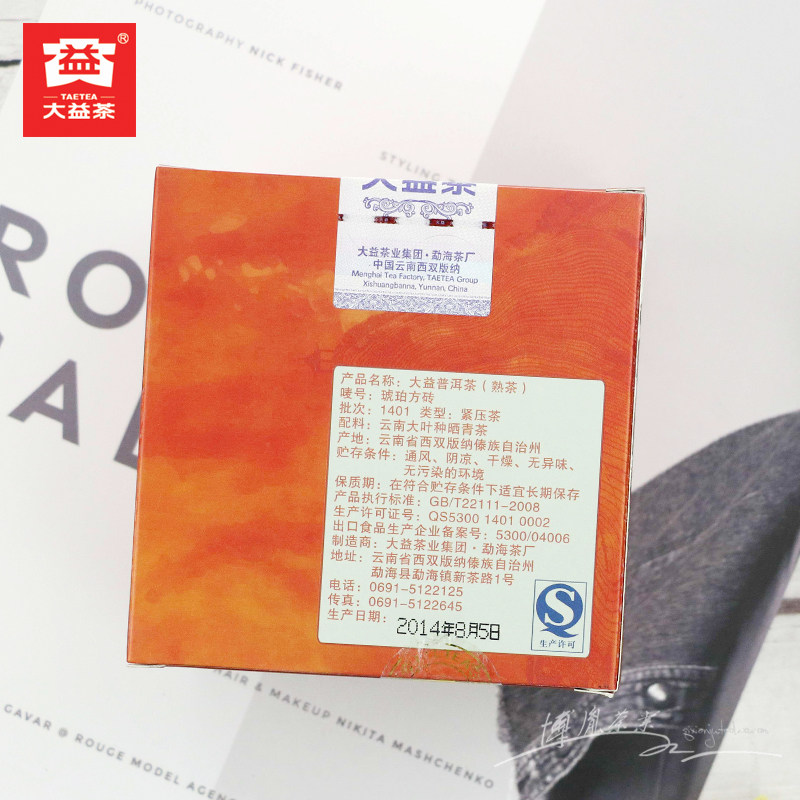 PHOTOGRAPHY NICK FISHER
益®
TAETEA
大益茶
STYLING
RO
AL
大益茶
大益茶业集团·勐海茶厂
中国云南西双版纳
Menghai Tea Factory, TAETEA Group
Xishuangbanna, Yunnan, China
产品名称：大益普洱茶（熟茶）
唛号：琥珀方砖
批次：1401 类型：紧压茶
配料：云南大叶种晒青茶
产地：云南省西双版纳傣族自治州
贮存条件：通风、阴凉、干燥、无异味、
无污染的环境
保质期：在符合贮存条件下适宜长期保存
产品执行标准：GB/T22111-2008
生产许可证号：QS5300 1401 0002
出口食品生产企业备案号：5300/04006
制造商：大益茶业集团·勐海茶厂
地址：云南省西双版纳傣族自治州
勐海县勐海镇新茶路1号
电话：0691-5122125
传真：0691-5122645
生产日期：2014年8月5日
生产许可
HAIR & MAKEUP NIKITA MASHCHENKO
GAVAR @ ROUGE MODEL AGEN